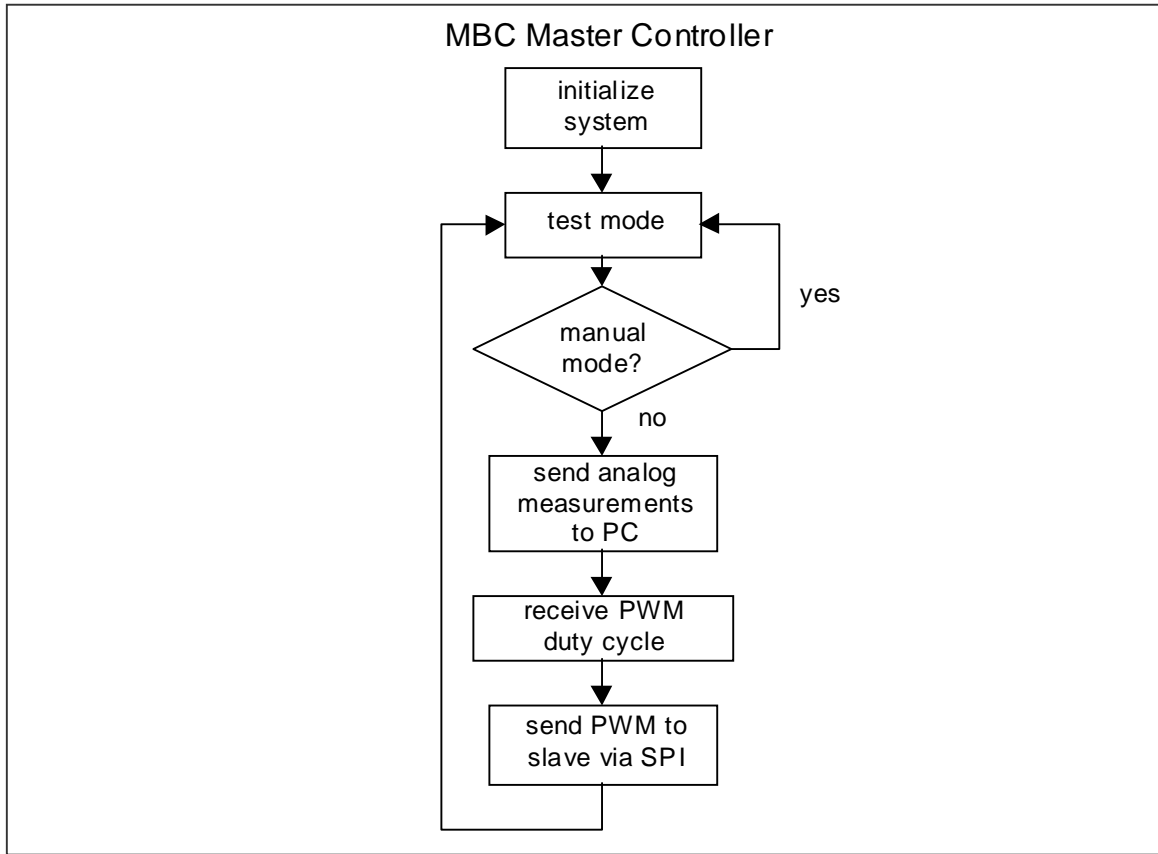 MBC Master Controller
initialize
system
test mode
yes
manual
mode?
no
send analog
measurements
to PC
receive PWM
duty cycle
send PWM to
slave via SPI